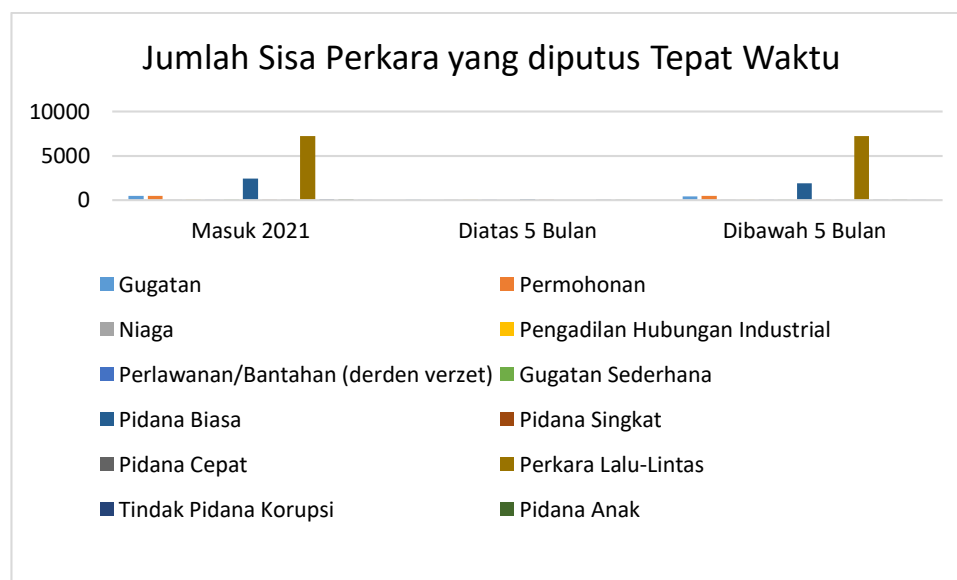 Jumlah Sisa Perkara yang diputus Tepat Waktu
10000
5000
0
Masuk 2021 Diatas 5 Bulan Dibawah 5 Bulan
Gugatan Permohonan
Niaga Pengadilan Hubungan Industrial
Perlawanan/Bantahan (derden verzet) Gugatan Sederhana
Pidana Biasa Pidana Singkat
Pidana Cepat Perkara Lalu-Lintas
Tindak Pidana Korupsi Pidana Anak